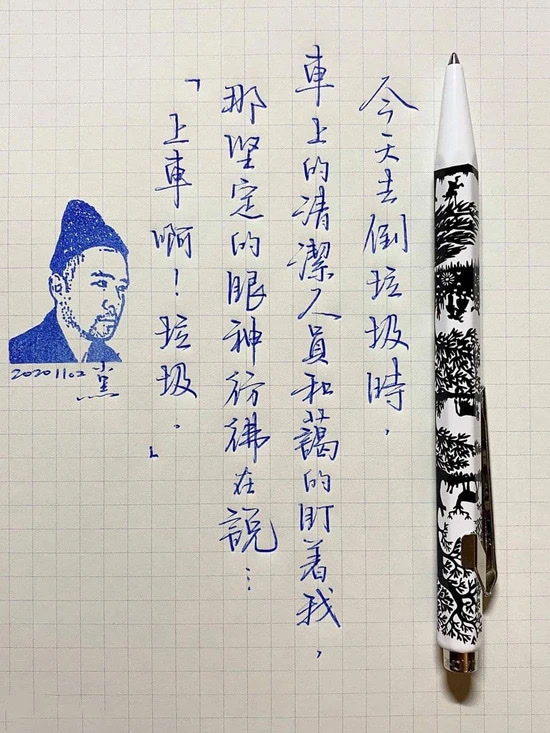 今天去倒垃圾時，
車上的清潔人員和藹的盯著我，
那堅定的眼神彷彿在說…
「上車啊！垃圾．」
20201102